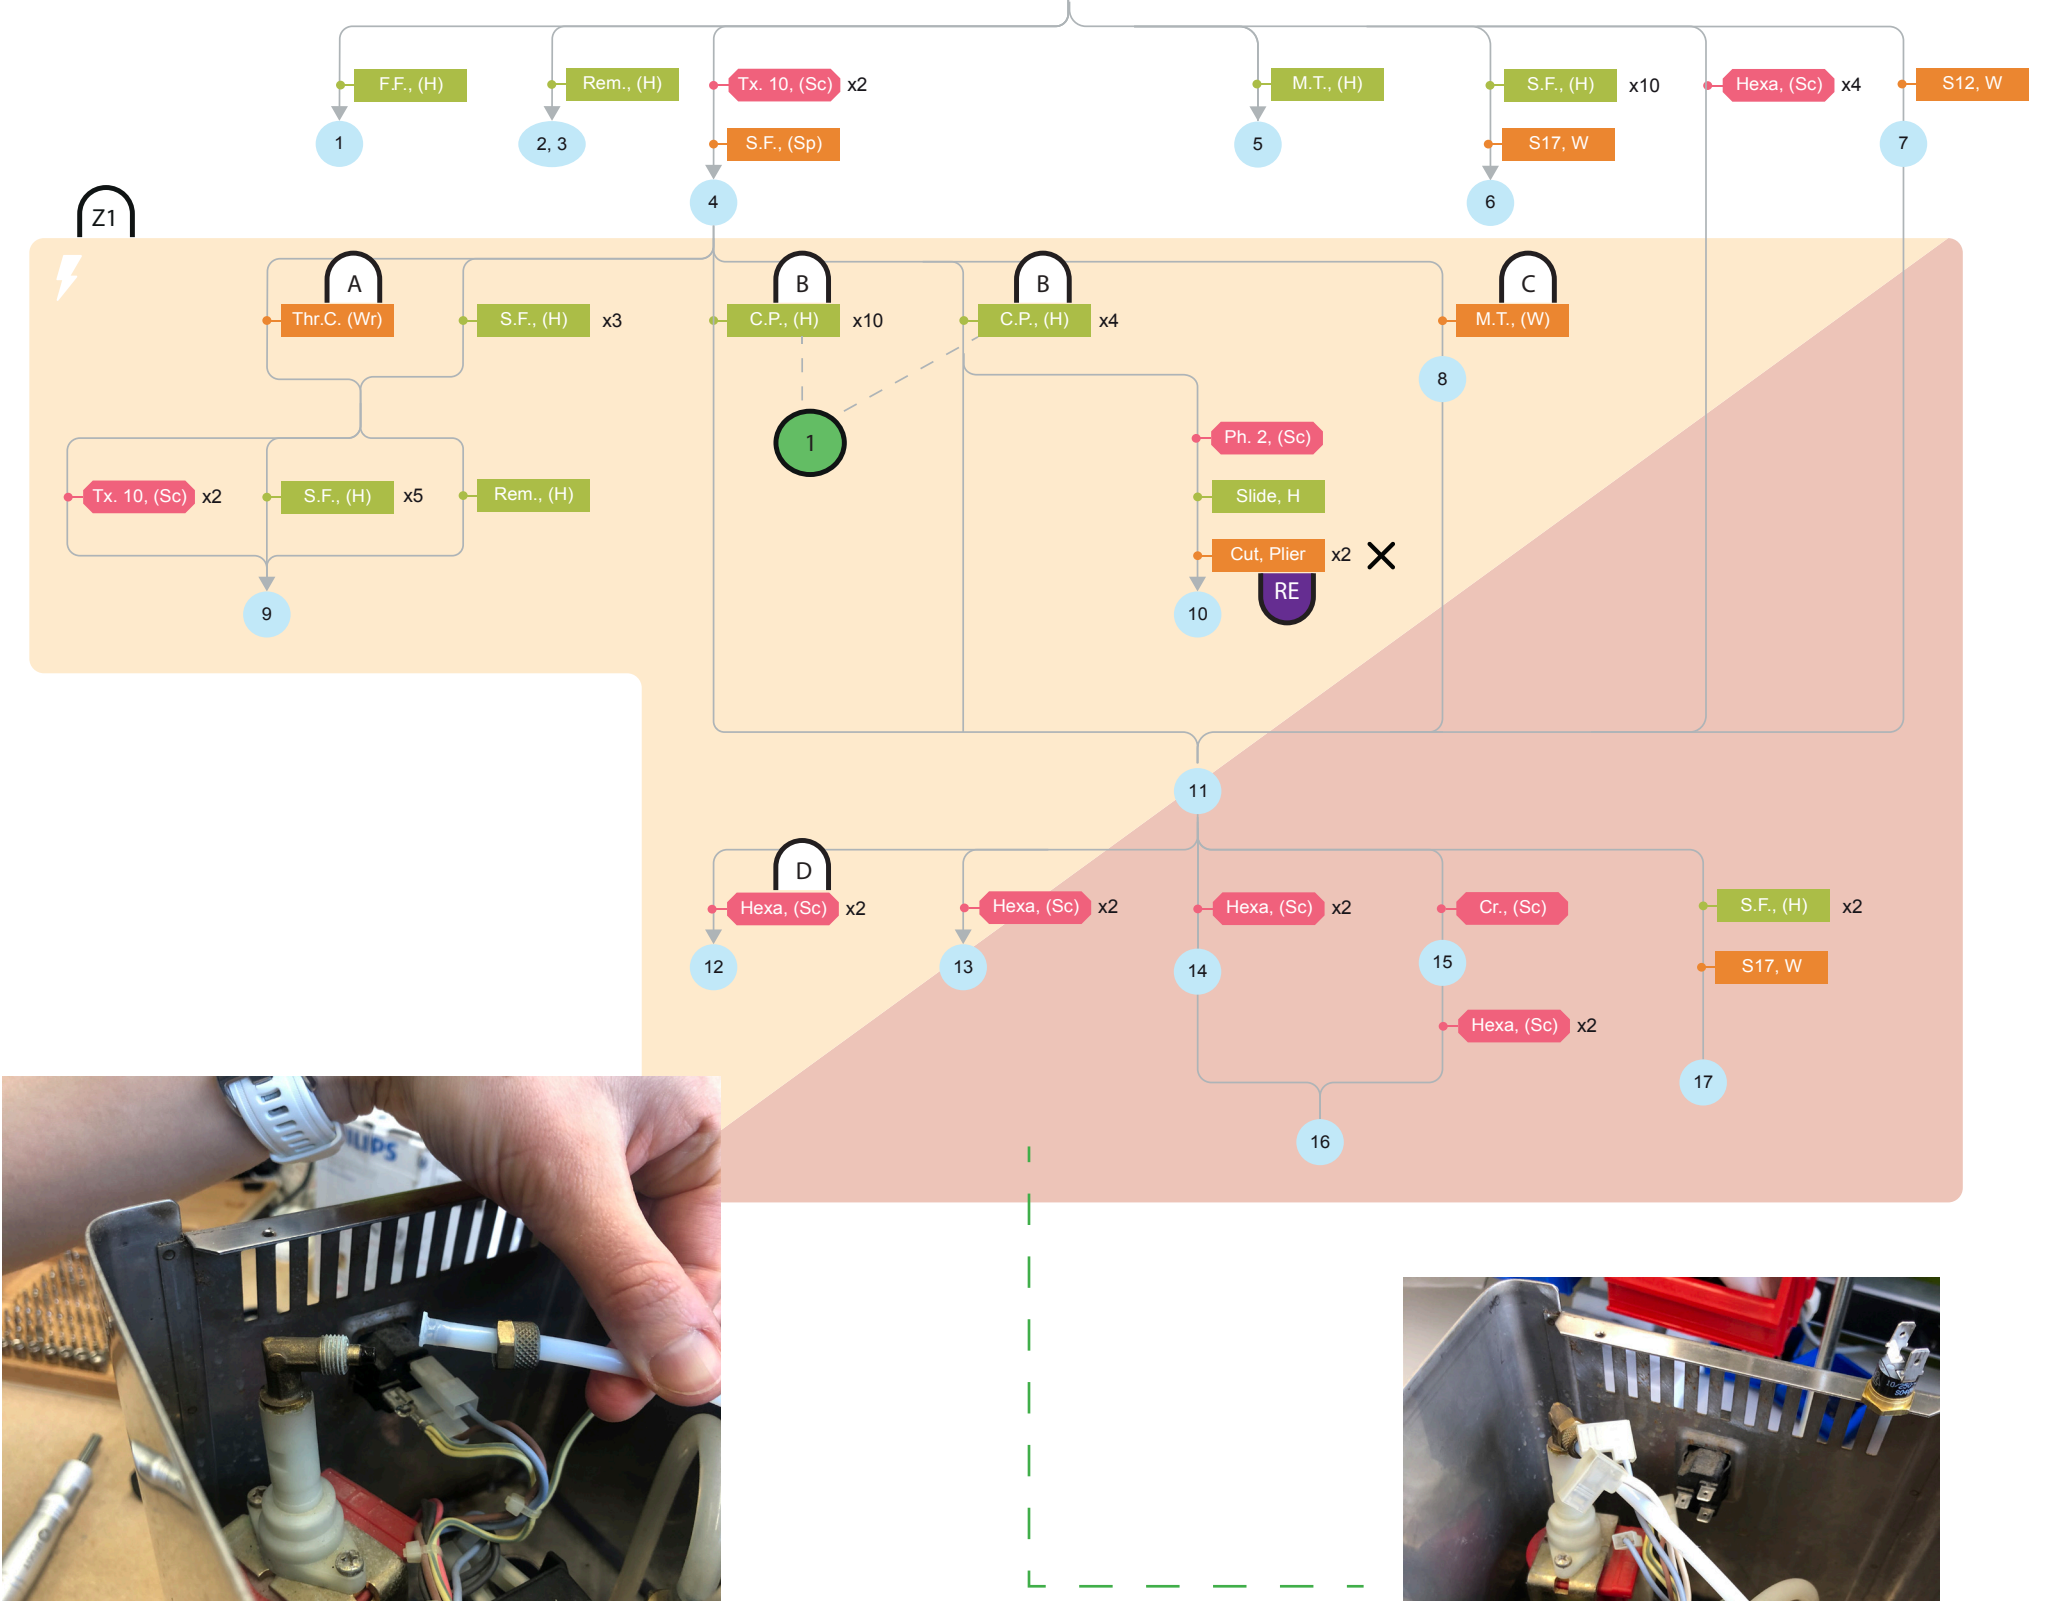 F.F., (H)
Rem., (H)
Tx. 10, (Sc) x2
M.T., (H)
S.F., (H) x10
Hexa, (Sc) x4
S12, W
1
2, 3
S.F., (Sp)
5
S17, W
7
4
6
Z1
A
B
B
C
Thr.C. (Wr)
S.F., (H) x3
C.P., (H) x10
C.P., (H) x4
M.T., (W)
8
1
Ph. 2, (Sc)
Tx. 10, (Sc) x2
S.F., (H) x5
Rem., (H)
Slide, H
Cut, Plier x2
RE
9
10
11
D
Hexa, (Sc) x2
Hexa, (Sc) x2
Hexa, (Sc) x2
Cr., (Sc)
S.F., (H) x2
12
13
14
15
S17, W
Hexa, (Sc) x2
17
16
ILIPS